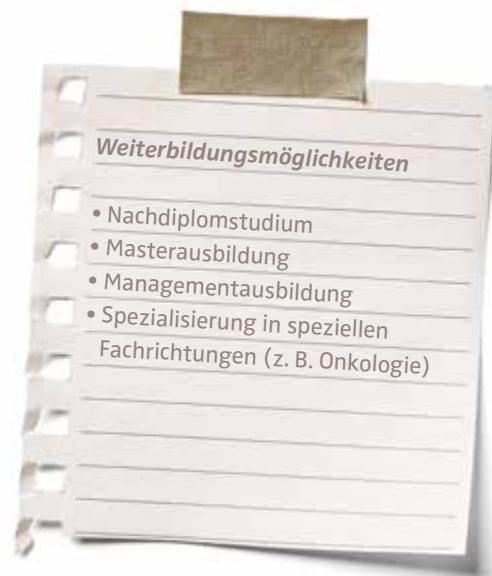 Weiterbildungsmöglichkeiten
• Nachdiplomstudium
• Masterausbildung
• Managementausbildung
• Spezialisierung in speziellen
Fachrichtungen (z. B. Onkologie)